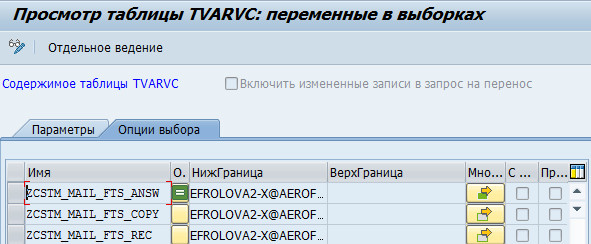 Просмотр таблицы TVARVC: переменные в выборках
Отдельное ведение
Содержимое таблицы TVARVC Включить измененные записи в запрос на перенос
Параметры Опции выбора
Имя О. НижГраница ВерхГраница Мно... С ... Пр...
ZCSTM_MAIL_FTS_ANSW EFROLOVA2-X@AEROF...
ZCSTM_MAIL_FTS_COPY EFROLOVA2-X@AEROF...
ZCSTM_MAIL_FTS_REC EFROLOVA2-X@AEROF...